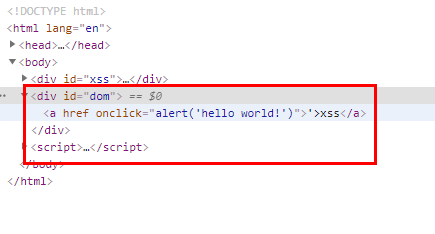 <!DOCTYPE html>
<html lang="en">
▶<head>…</head>
▼<body>
▶<div id="xss">…</div>
… ▼<div id="dom"> == $0
<a href onclick="alert('hello world!')">'>xss</a>
</div>
▶<script>…</script>
</body>
</html>